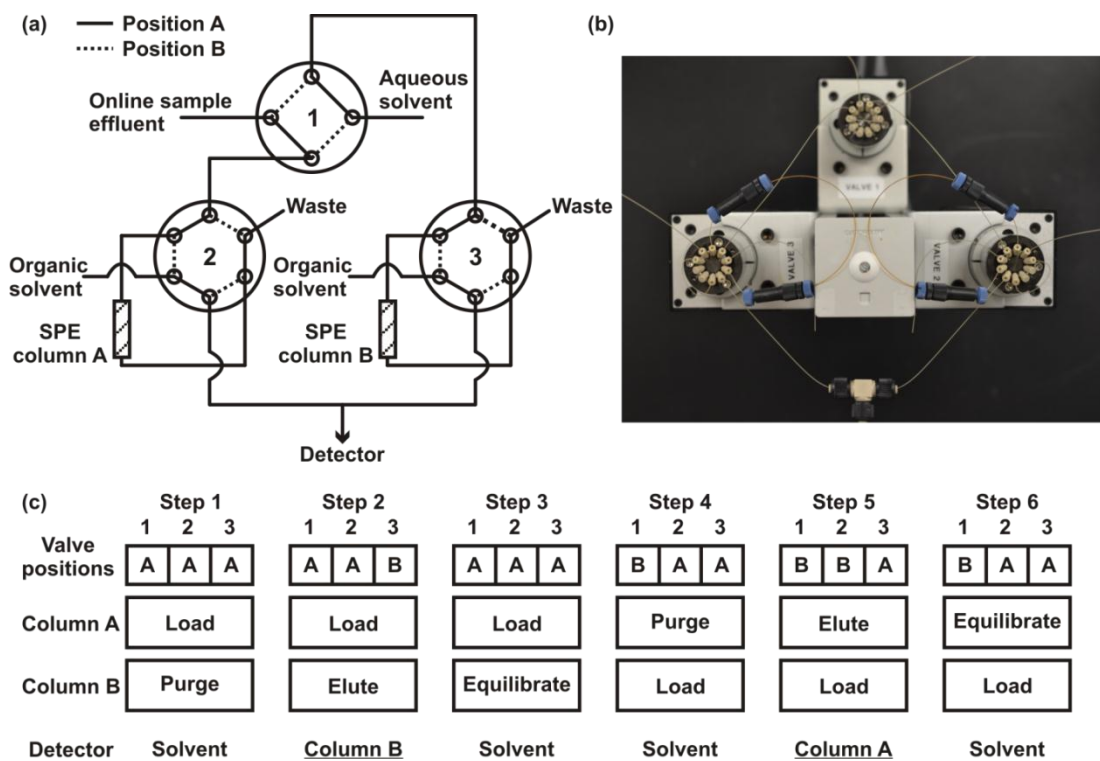 (a)
Position A
Position B
Online sample
effluent
Aqueous
solvent
1
Waste
2
Organic
solvent
SPE
column A
Waste
3
Organic
solvent
SPE
column B
Detector
(b)
VALVE 1
VALVE 3
VALVE 2
(c)
Step 1 Step 2 Step 3 Step 4 Step 5 Step 6
1 2 3 1 2 3 1 2 3 1 2 3 1 2 3 1 2 3
Valve
positions
A A A A A B A A A B A A B B A B A A
Column A Load Load Load Purge Elute Equilibrate
Column B Purge Elute Equilibrate Load Load Load
Detector Solvent Column B Solvent Solvent Column A Solvent